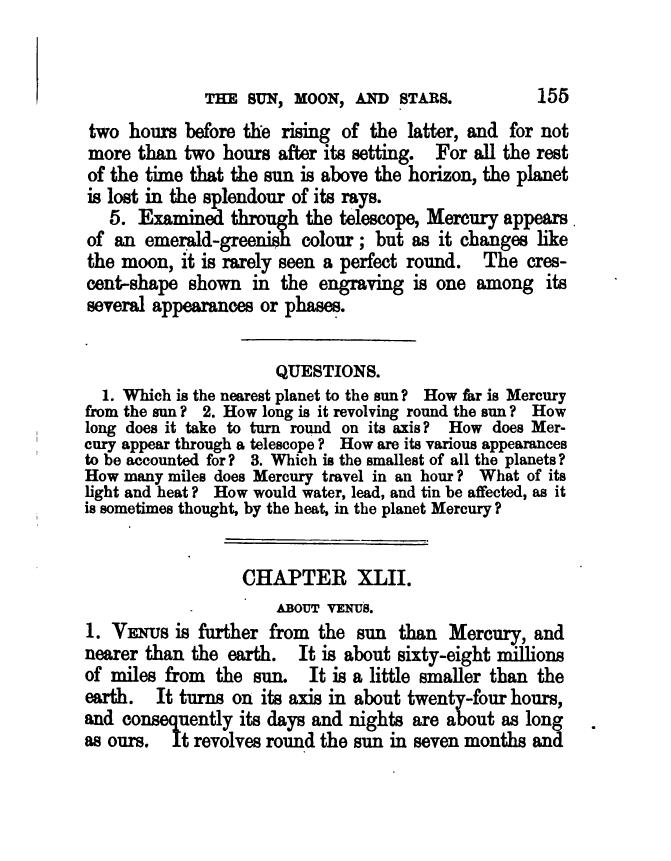 THE SUN, MOON, AND STARS. 155
two hours before the rising of the latter, and for not
more than two hours after its setting. For all the rest
of the time that the sun is above the horizon, the planet
is lost in the splendour of its rays.
5. Examined through the telescope, Mercury appears
of an emerald-greenish colour; but as it changes like
the moon, it is rarely seen a perfect round. The cres-
cent-shape shown in the engraving is one among its
several appearances or phases.
QUESTIONS.
1. Which is the nearest planet to the sun? How far is Mercury
from the sun? 2. How long is it revolving round the sun? How
long does it take to turn round on its axis? How does Mer-
cury appear through a telescope? How are its various appearances
to be accounted for? 3. Which is the smallest of all the planets?
How many miles does Mercury travel in an hour? What of its
light and heat? How would water, lead, and tin be affected, as it
is sometimes thought, by the heat, in the planet Mercury?
CHAPTER XLII.
ABOUT VENUS.
1. VENUS is further from the sun than Mercury, and
nearer than the earth. It is about sixty-eight millions
of miles from the sun. It is a little smaller than the
earth. It turns on its axis in about twenty-four hours,
and consequently its days and nights are about as long
as ours. It revolves round the sun in seven months and